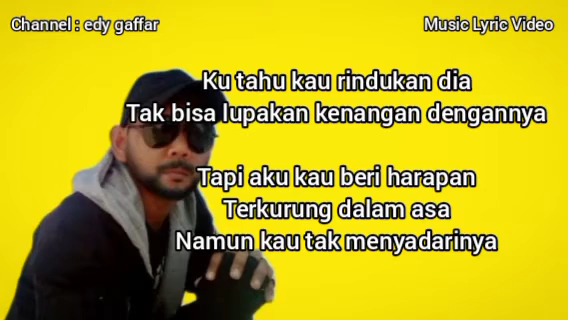 Channel : edy gaffar
Music Lyric Video
Ku tahu kau rindukan dia
Tak bisa lupakan kenangan dengannya
Tapi aku kau beri harapan
Terkurung dalam asa
Namun kau tak menyadarinya